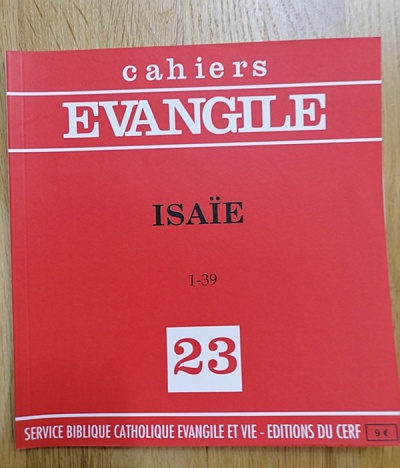 cahiers
EVANGILE
ISAÏE
1-39
23
SERVICE BIBLIQUE CATHOLIQUE EVANGILE ET VIE - EDITIONS DU CERF 9 €